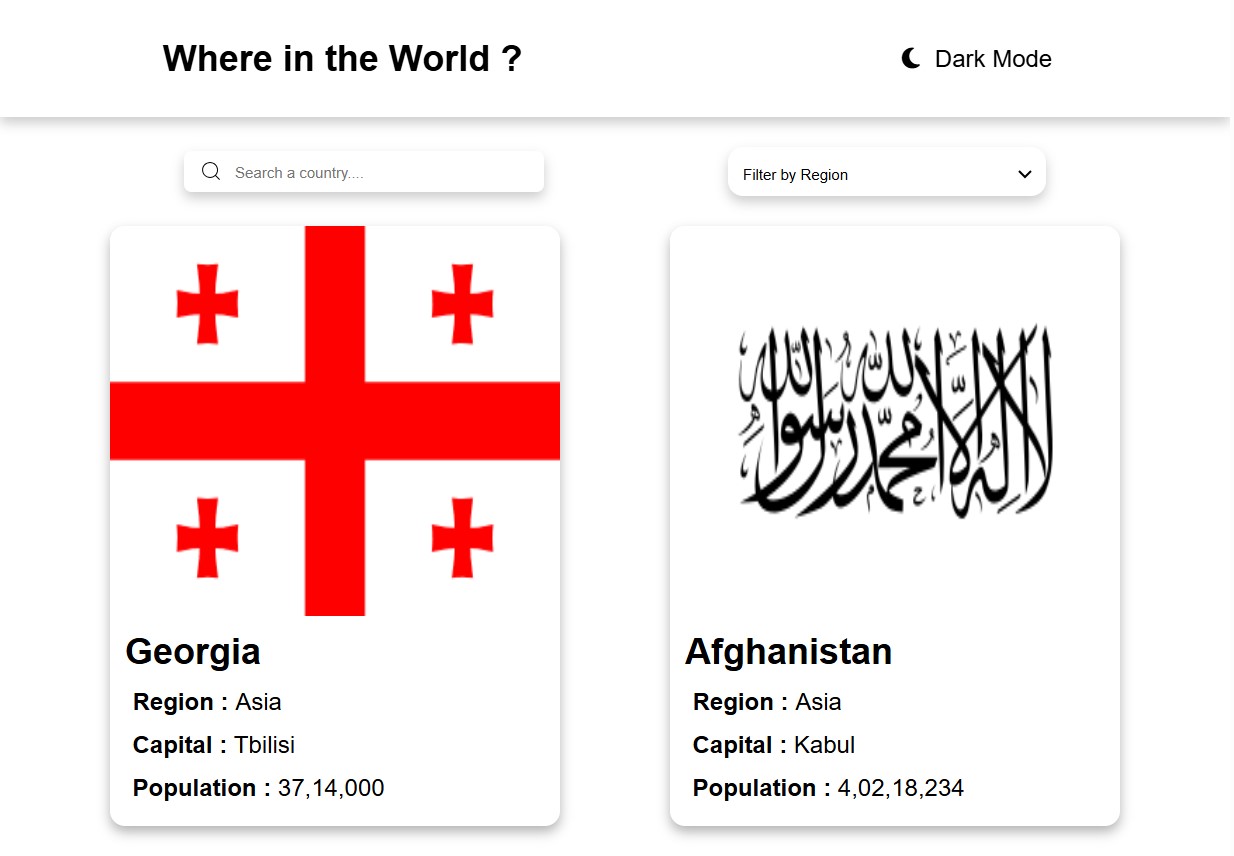 Where in the World ?
Dark Mode
Search a country....
Filter by Region
لا إله إلا الله محمد رسول الله
Georgia
Region : Asia
Capital : Tbilisi
Population : 37,14,000
Afghanistan
Region : Asia
Capital : Kabul
Population : 4,02,18,234